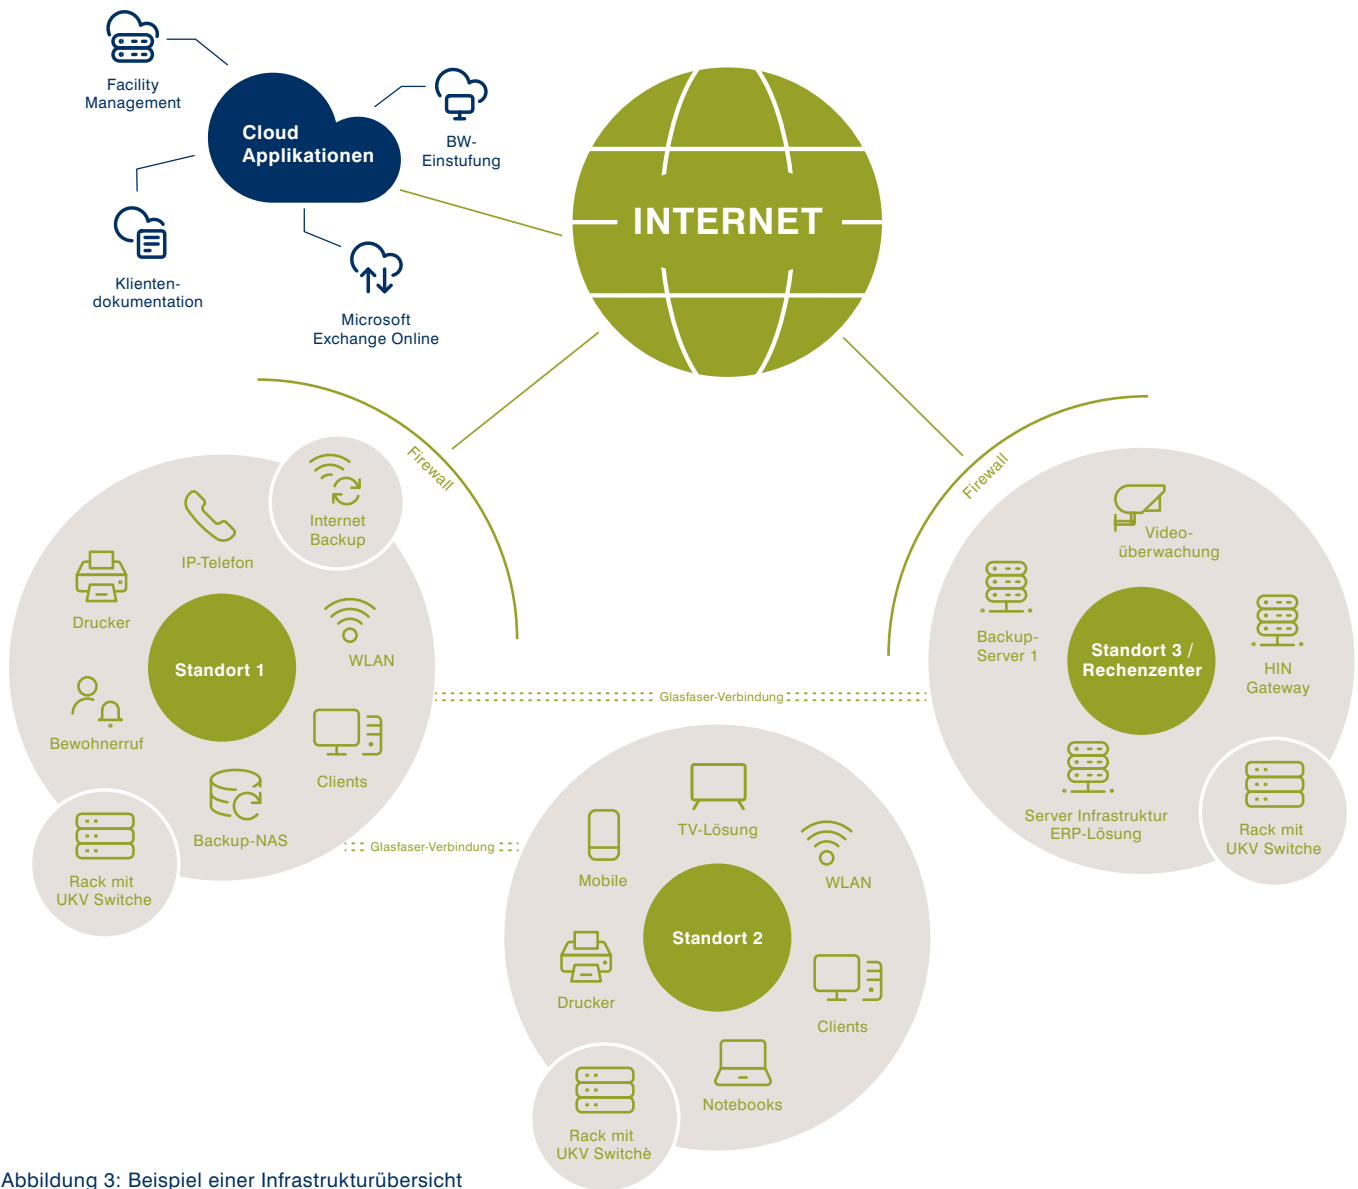 Facility
Management
Cloud
Applikationen
BW-
Einstufung
INTERNET
Klienten-
dokumentation
Microsoft
Exchange Online
Firewall
Firewall
Internet
Backup
IP-Telefon
Drucker
WLAN
Standort 1
Bewohnerruf
Clients
Backup-NAS
Rack mit
UKV Switche
Glasfaser-Verbindung
Glasfaser-Verbindung
Video-
überwachung
Backup-
Server 1
Standort 3 /
Rechenzenter
HIN
Gateway
Server Infrastruktur
ERP-Lösung
Rack mit
UKV Switche
TV-Lösung
Mobile
WLAN
Standort 2
Drucker
Clients
Notebooks
Rack mit
UKV Switchè
Abbildung 3: Beispiel einer Infrastrukturübersicht